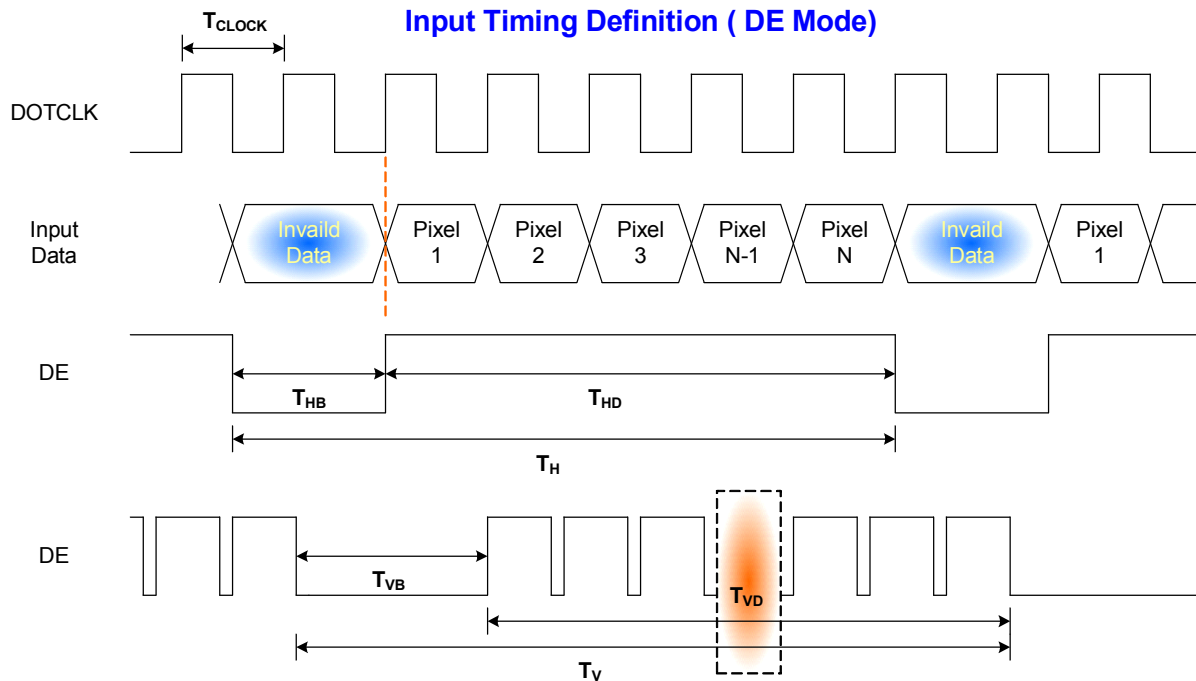 Input Timing Definition ( DE Mode)
TCLOCK
DOTCLK
Input
Data
Invaild
Data
Pixel
1
Pixel
2
Pixel
3
Pixel
N-1
Pixel
N
Invaild
Data
Pixel
1
DE
THB
THD
TH
DE
TVB
TVD
TV